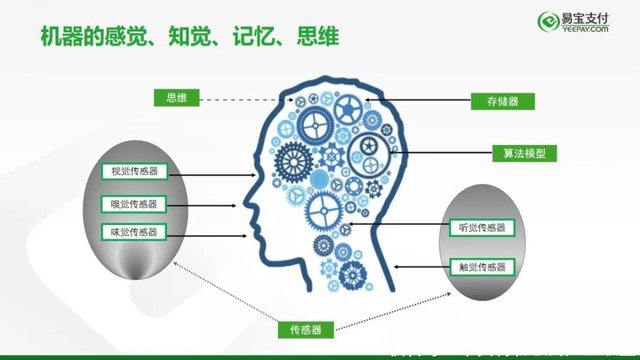 机器的感觉、知觉、记忆、思维
易宝支付
YEEPAY.COM
思维
存储器
算法模型
视觉传感器
嗅觉传感器
味觉传感器
听觉传感器
触觉传感器
传感器